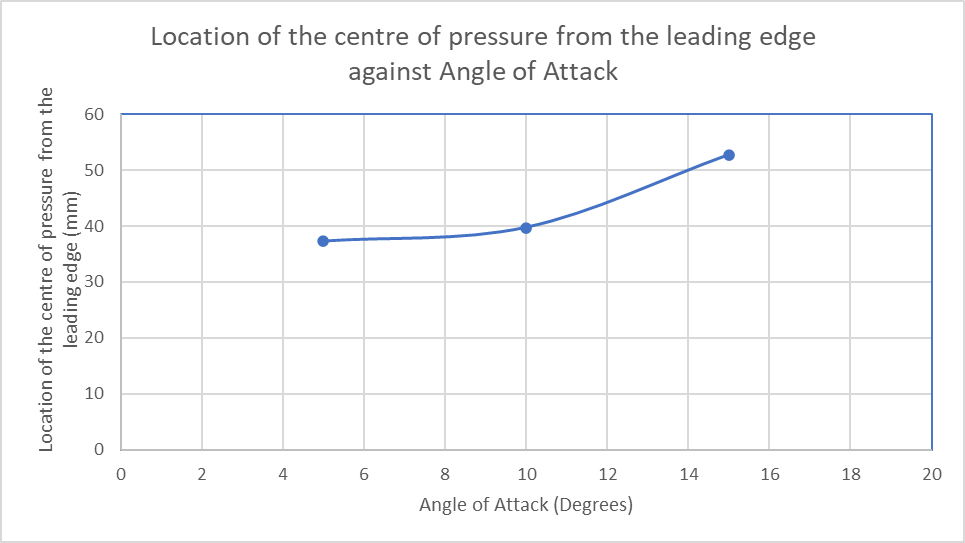 Location of the centre of pressure from the leading edge
against Angle of Attack
Location of the centre of pressure from the
leading edge (mm)
60
50
40
30
20
10
0
0 2 4 6 8 10 12 14 16 18 20
Angle of Attack (Degrees)